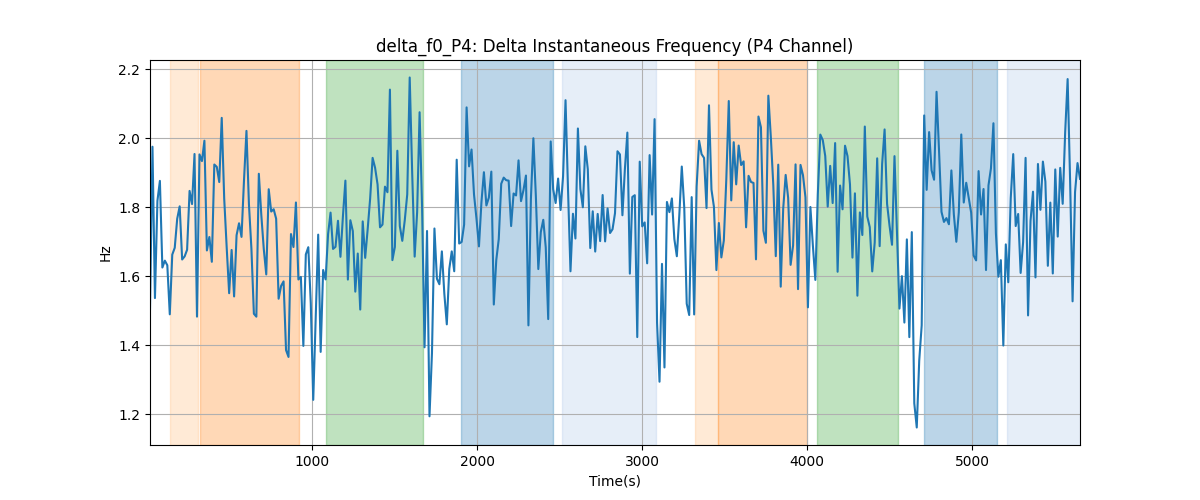 delta_f0_P4: Delta Instantaneous Frequency (P4 Channel)
2.2
2.0
1.8
1.6
1.4
1.2
Hz
1000 2000 3000 4000 5000
Time(s)